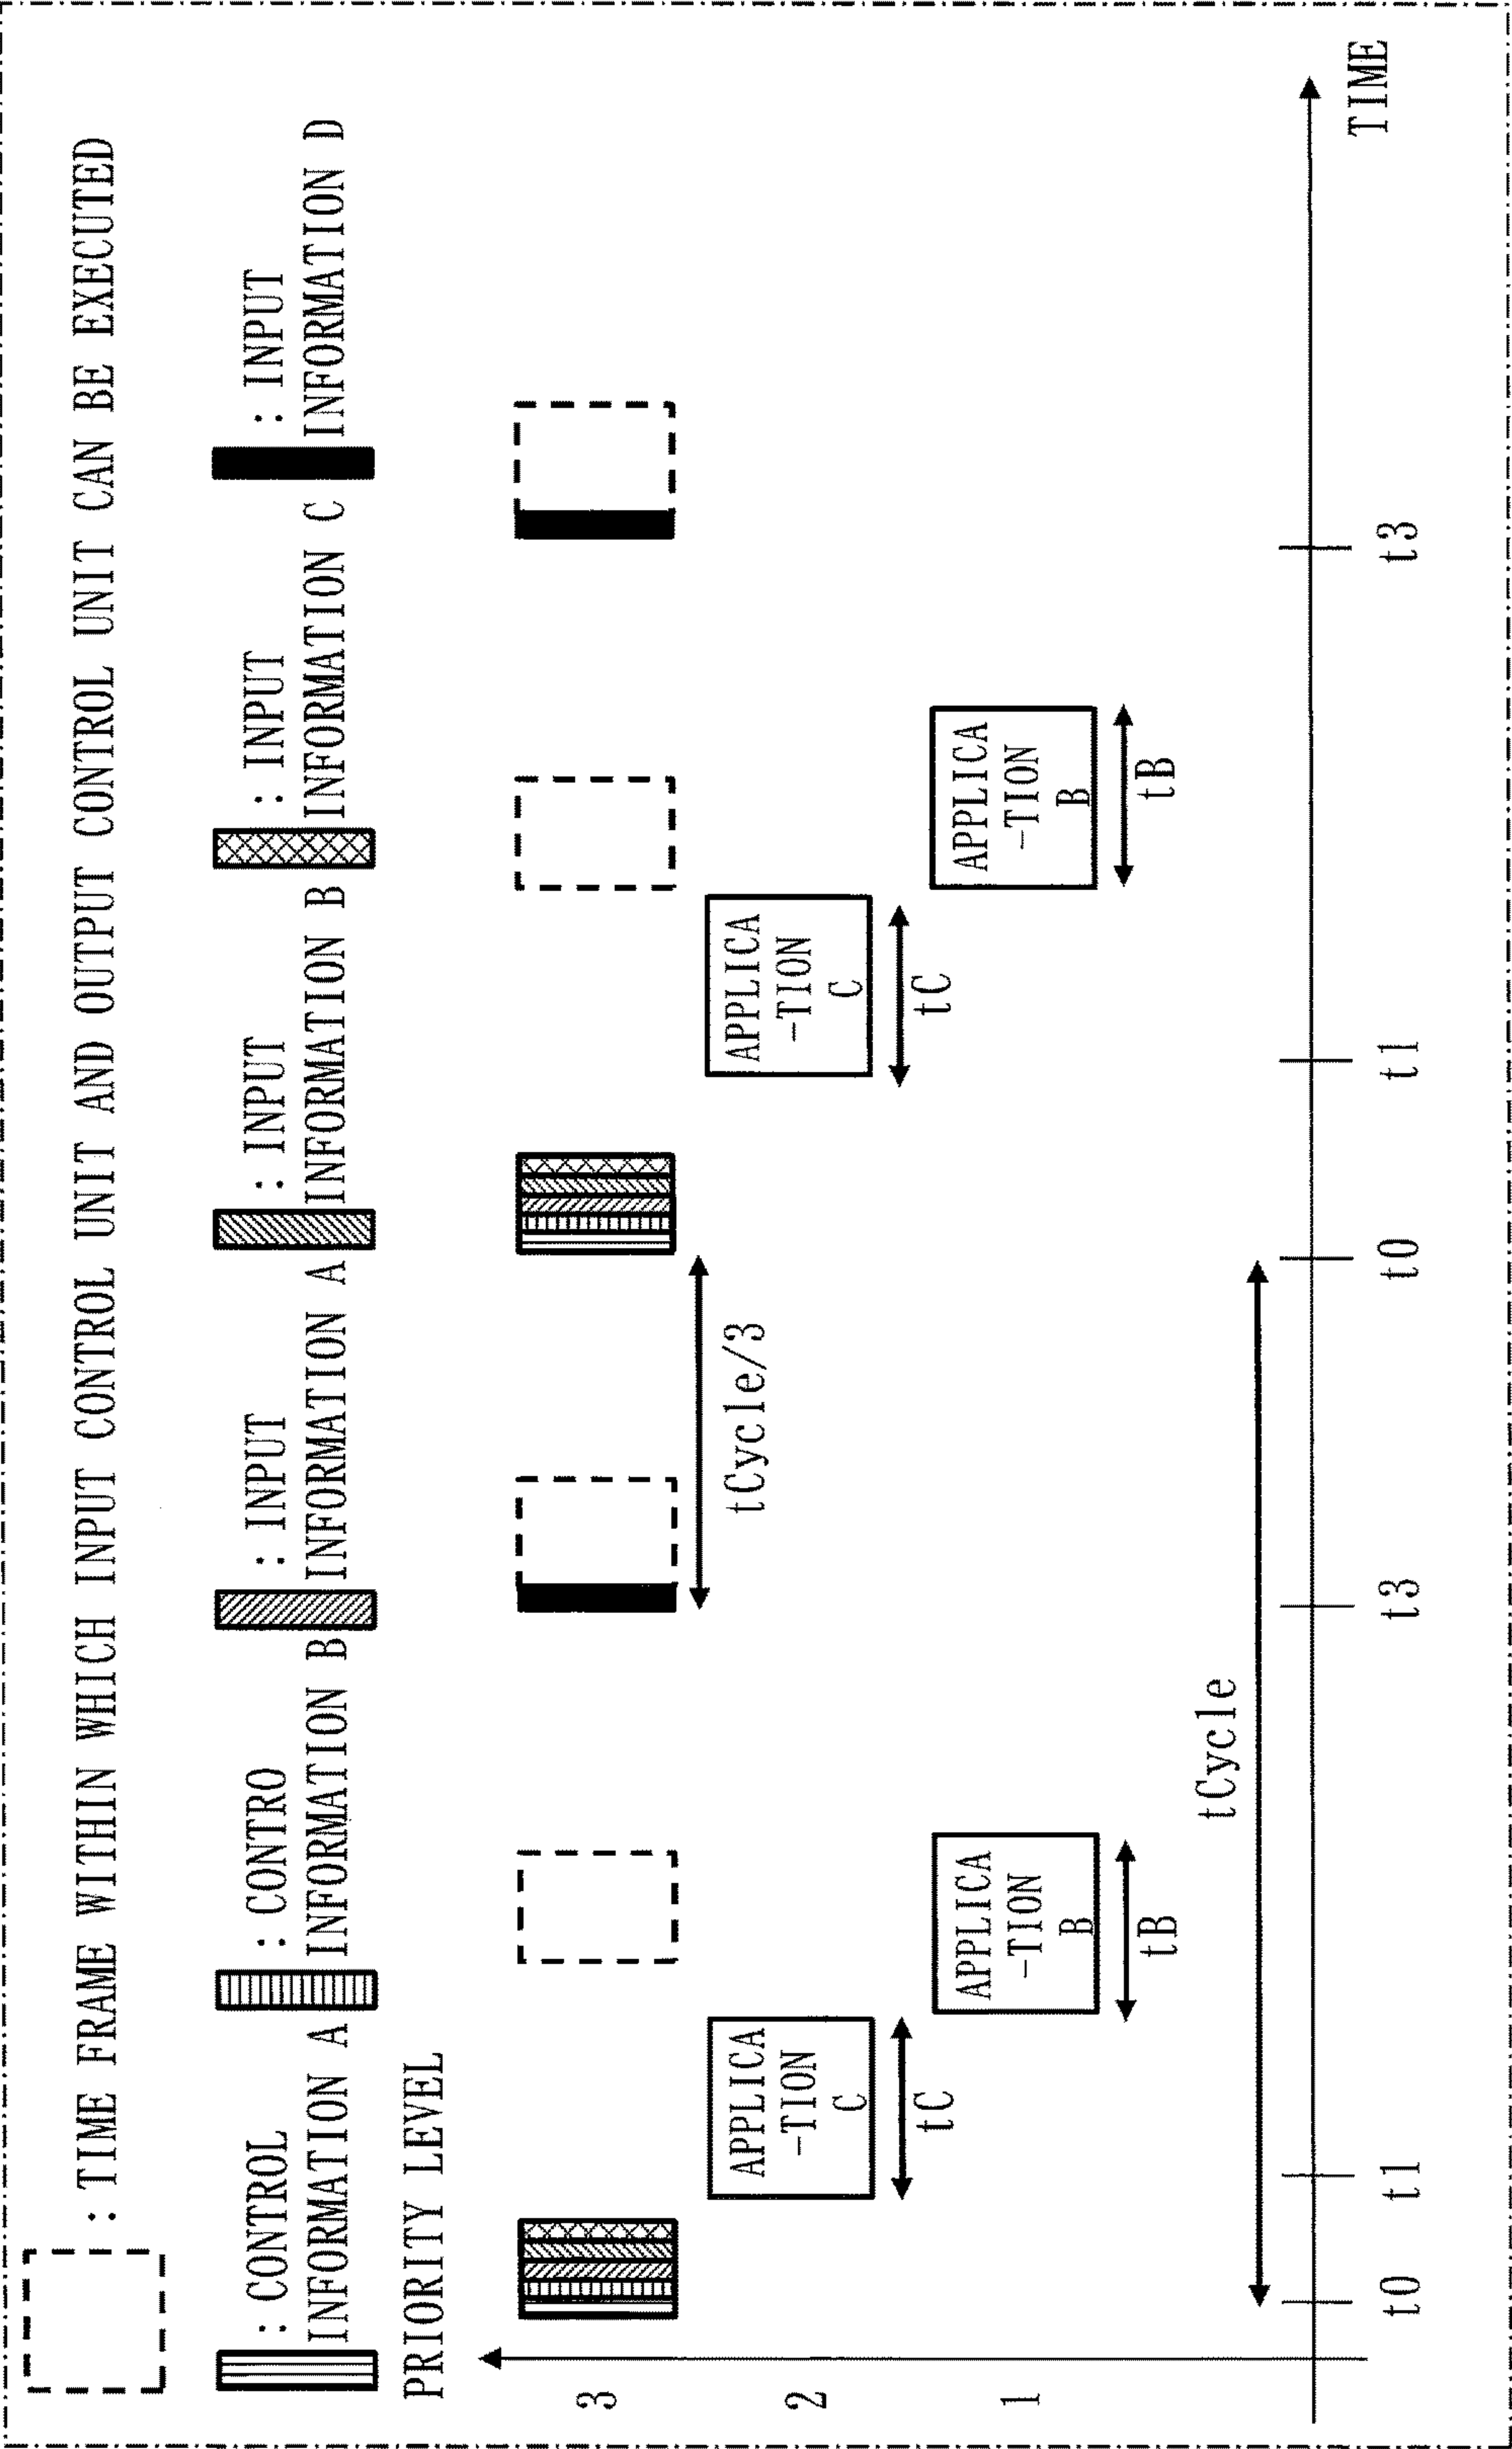 : TIME FRAME WITHIN WHICH INPUT CONTROL UNIT AND OUTPUT CONTROL UNIT CAN BE EXECUTED
: CONTROL
INFORMATION A
: CONTRO
INFORMATION B
: INPUT
INFORMATION A
: INPUT
INFORMATION B
: INPUT
INFORMATION C
: INPUT
INFORMATION D
PRIORITY LEVEL
3
2
1
APPLICA
-TION
C
tC
APPLICA
-TION
B
tB
tCycle/3
APPLICA
-TION
C
tC
APPLICA
-TION
B
tB
tCycle
t0
t1
t3
t0
t1
t3
TIME